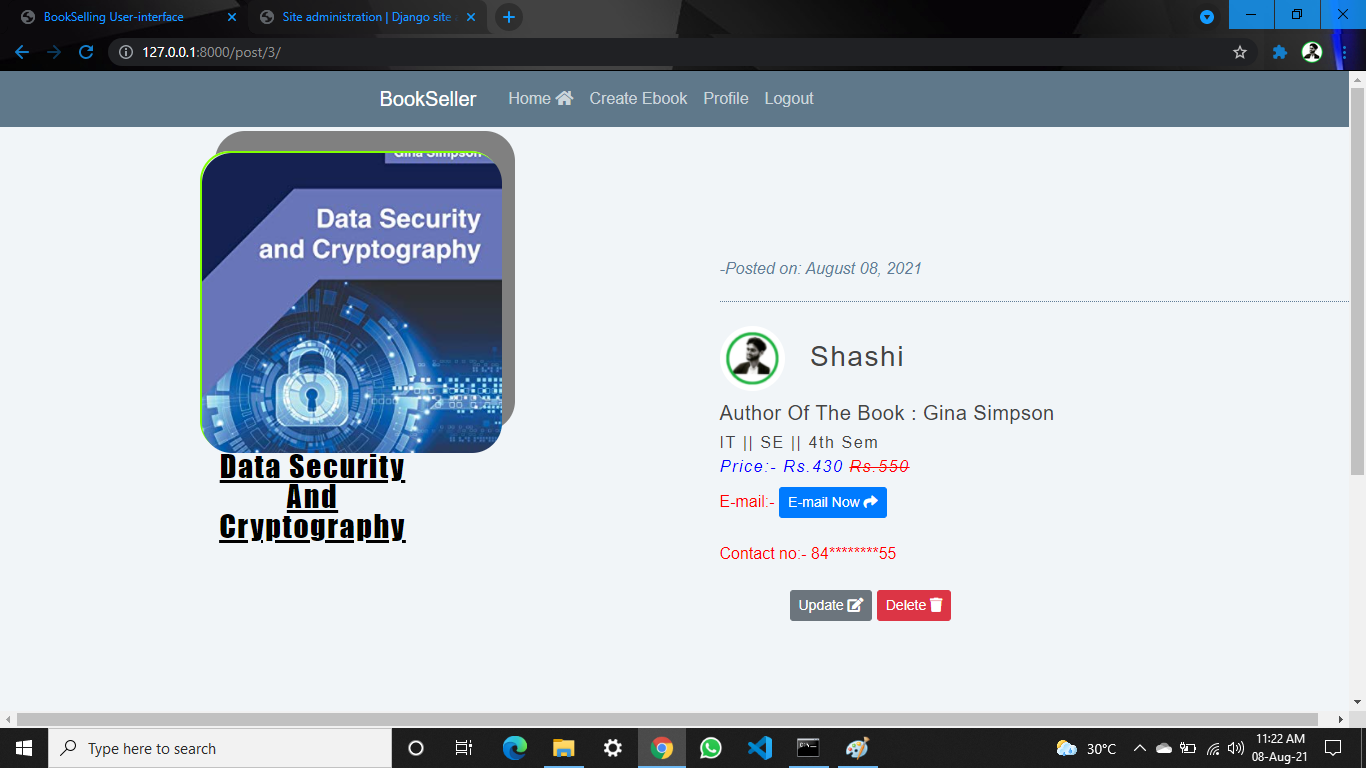 BookSelling User-interface
Site administration | Django site
127.0.0.1:8000/post/3/
BookSeller
Home
Create Ebook
Profile
Logout
Gina Simpson
Data Security
and Cryptography
Data Security
And
Cryptography
-Posted on: August 08, 2021
Shashi
Author Of The Book : Gina Simpson
IT || SE || 4th Sem
Price:- Rs.430 Rs.550
E-mail:- E-mail Now
Contact no:- 84********55
Update
Delete
Type here to search
30°C
11:22 AM
08-Aug-21